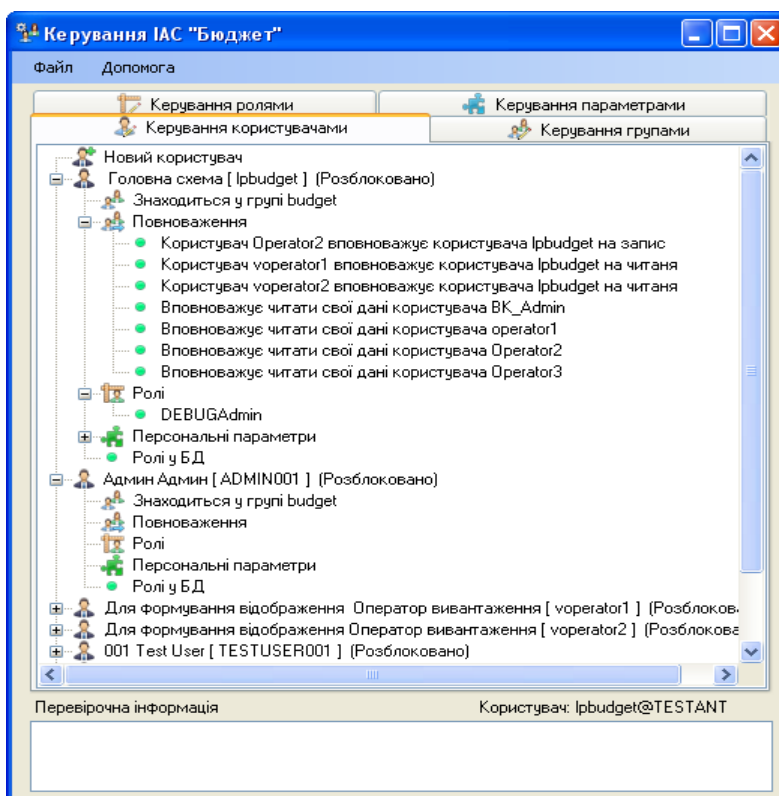 Керування ІАС "Бюджет"
Файл Допомога
Керування ролями Керування параметрами
Керування користувачами Керування групами
Новий користувач
Головна схема [ lpbudget ] (Розблоковано)
Знаходиться у групі budget
Повноваження
Користувач Operator2 вповноважує користувача lpbudget на запис
Користувач voperator1 вповноважує користувача lpbudget на читаня
Користувач voperator2 вповноважує користувача lpbudget на читаня
Вповноважує читати свої дані користувача BK_Admin
Вповноважує читати свої дані користувача operator1
Вповноважує читати свої дані користувача Operator2
Вповноважує читати свої дані користувача Operator3
Ролі
DEBUGAdmin
Персональні параметри
Ролі у БД
Админ Админ [ ADMIN001 ] (Розблоковано)
Знаходиться у групі budget
Повноваження
Ролі
Персональні параметри
Ролі у БД
Для формування відображення Оператор вивантаження [ voperator1 ] (Розблокова
Для формування відображення Оператор вивантаження [ voperator2 ] (Розблокова
001 Test User [ TESTUSER001 ] (Розблоковано)
Перевірочна інформація Користувач: lpbudget@TESTANT